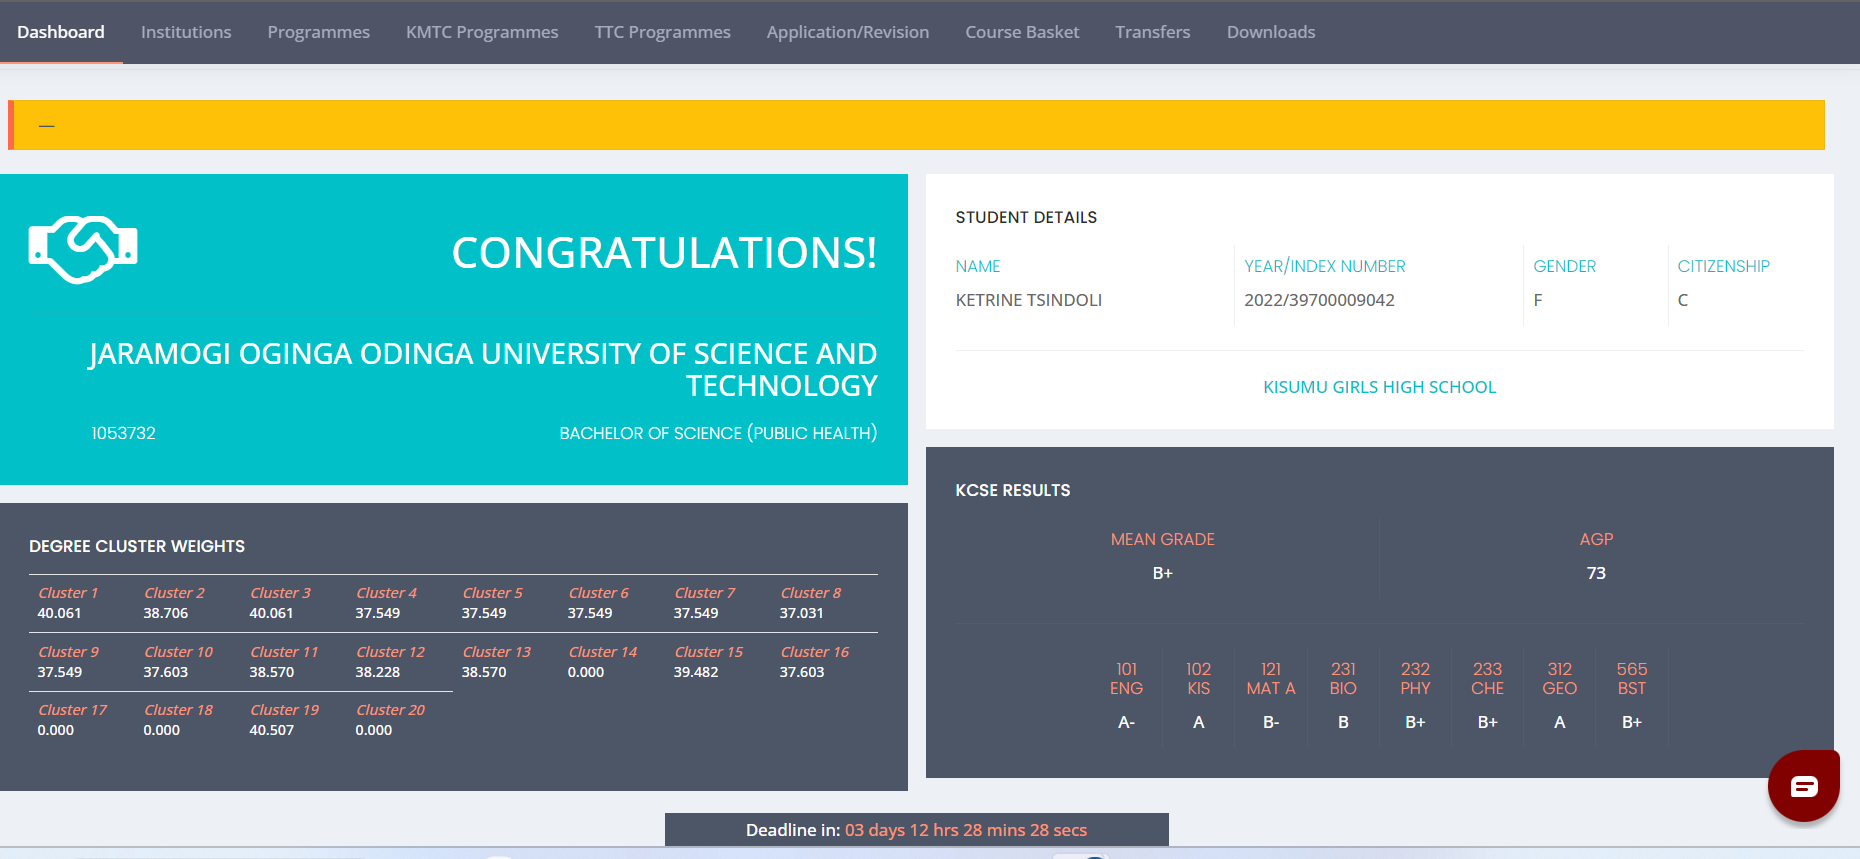 Dashboard Institutions Programmes KMTC Programmes TTC Programmes Application/Revision Course Basket Transfers Downloads
—
CONGRATULATIONS!
JARAMOGI OGINGA ODINGA UNIVERSITY OF SCIENCE AND
TECHNOLOGY
1053732 BACHELOR OF SCIENCE (PUBLIC HEALTH)
DEGREE CLUSTER WEIGHTS
Cluster 1 Cluster 2 Cluster 3 Cluster 4 Cluster 5 Cluster 6 Cluster 7 Cluster 8
40.061 38.706 40.061 37.549 37.549 37.549 37.549 37.031
Cluster 9 Cluster 10 Cluster 11 Cluster 12 Cluster 13 Cluster 14 Cluster 15 Cluster 16
37.549 37.603 38.570 38.228 38.570 0.000 39.482 37.603
Cluster 17 Cluster 18 Cluster 19 Cluster 20
0.000 0.000 40.507 0.000
STUDENT DETAILS
NAME YEAR/INDEX NUMBER GENDER CITIZENSHIP
KETRINE TSINDOLI 2022/39700009042 F C
KISUMU GIRLS HIGH SCHOOL
KCSE RESULTS
MEAN GRADE AGP
B+ 73
101 102 121 231 232 233 312 565
ENG KIS MAT A BIO PHY CHE GEO BST
A- A B- B B+ B+ A B+
Deadline in: 03 days 12 hrs 28 mins 28 secs